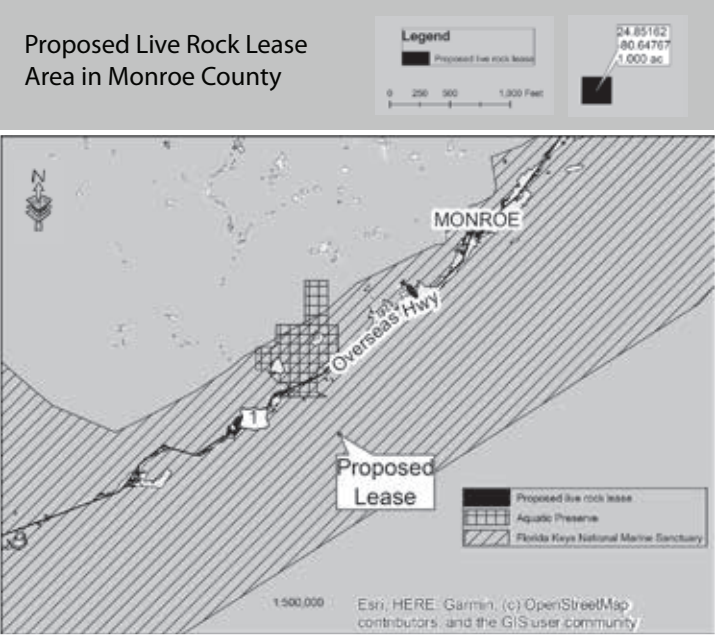 Proposed Live Rock Lease
Area in Monroe County
Legend
Proposed live rock lease
0 250 500 1,000 Feet
24.85162
-80.64767
1.000 ac
N
MONROE
Overseas Hwy
1
Proposed
Lease
Proposed live rock lease
Aquatic Preserve
Florida Keys National Marine Sanctuary
1:500,000
Esri, HERE, Garmin, (c) OpenStreetMap
contributors, and the GIS user community